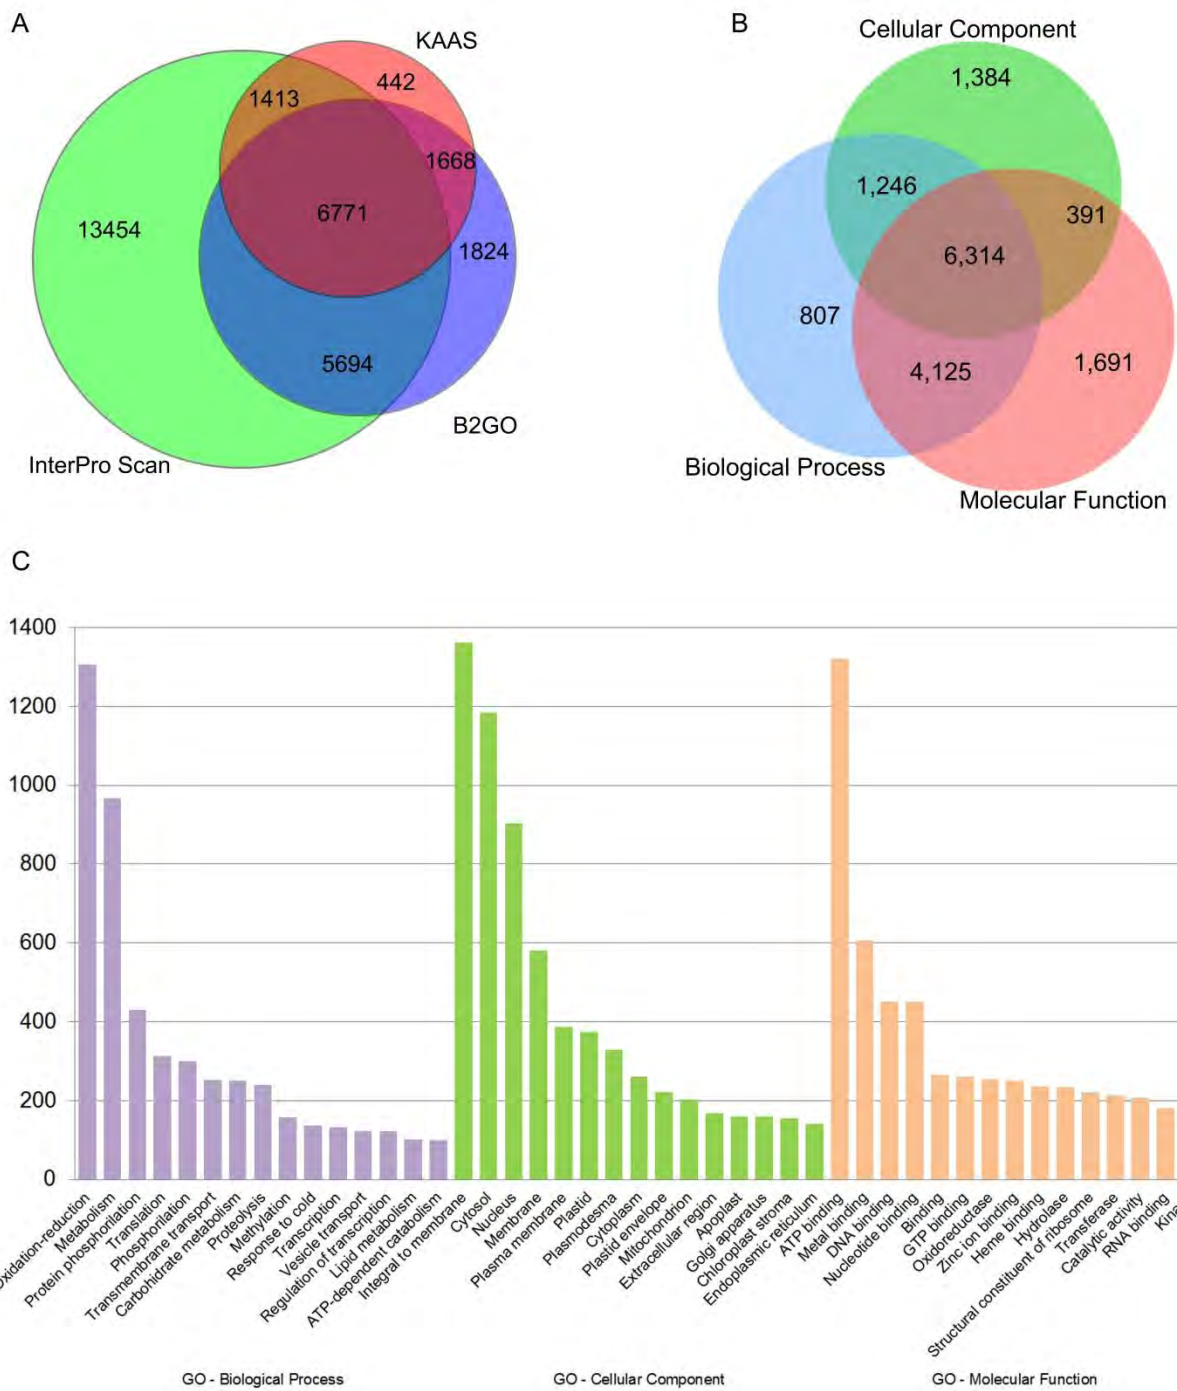 A
KAAS
442
1413
1668
6771
13454
1824
5694
B2GO
InterPro Scan
B
Cellular Component
1,384
1,246
391
6,314
807
4,125
1,691
Biological Process
Molecular Function
C
1400
1200
1000
800
600
400
200
0
Oxidation-reduction
Metabolism
Protein phosphorilation
Translation
Phosphorilation
Transmembrane transport
Carbohidrate metabolism
Proteolysis
Methylation
Response to cold
Transcription
Vesicle transport
Regulation of transcription
Lipid metabolism
ATP-dependent catabolism
Integral to membrane
Cytosol
Nucleus
Membrane
Plasma membrane
Plastid
Plasmodesma
Cytoplasm
Plastid envelope
Mitochondrion
Extracellular region
Apoplast
Golgi apparatus
Chloroplast stroma
Endoplasmic reticulum
ATP binding
Metal binding
DNA binding
Nucleotide binding
Binding
GTP binding
Oxidoreductase
Zinc ion binding
Heme binding
Hydrolase
Structural constituent of ribosome
Transferase
Catalytic activity
RNA binding
GO - Biological Process
GO - Cellular Component
GO - Molecular Function